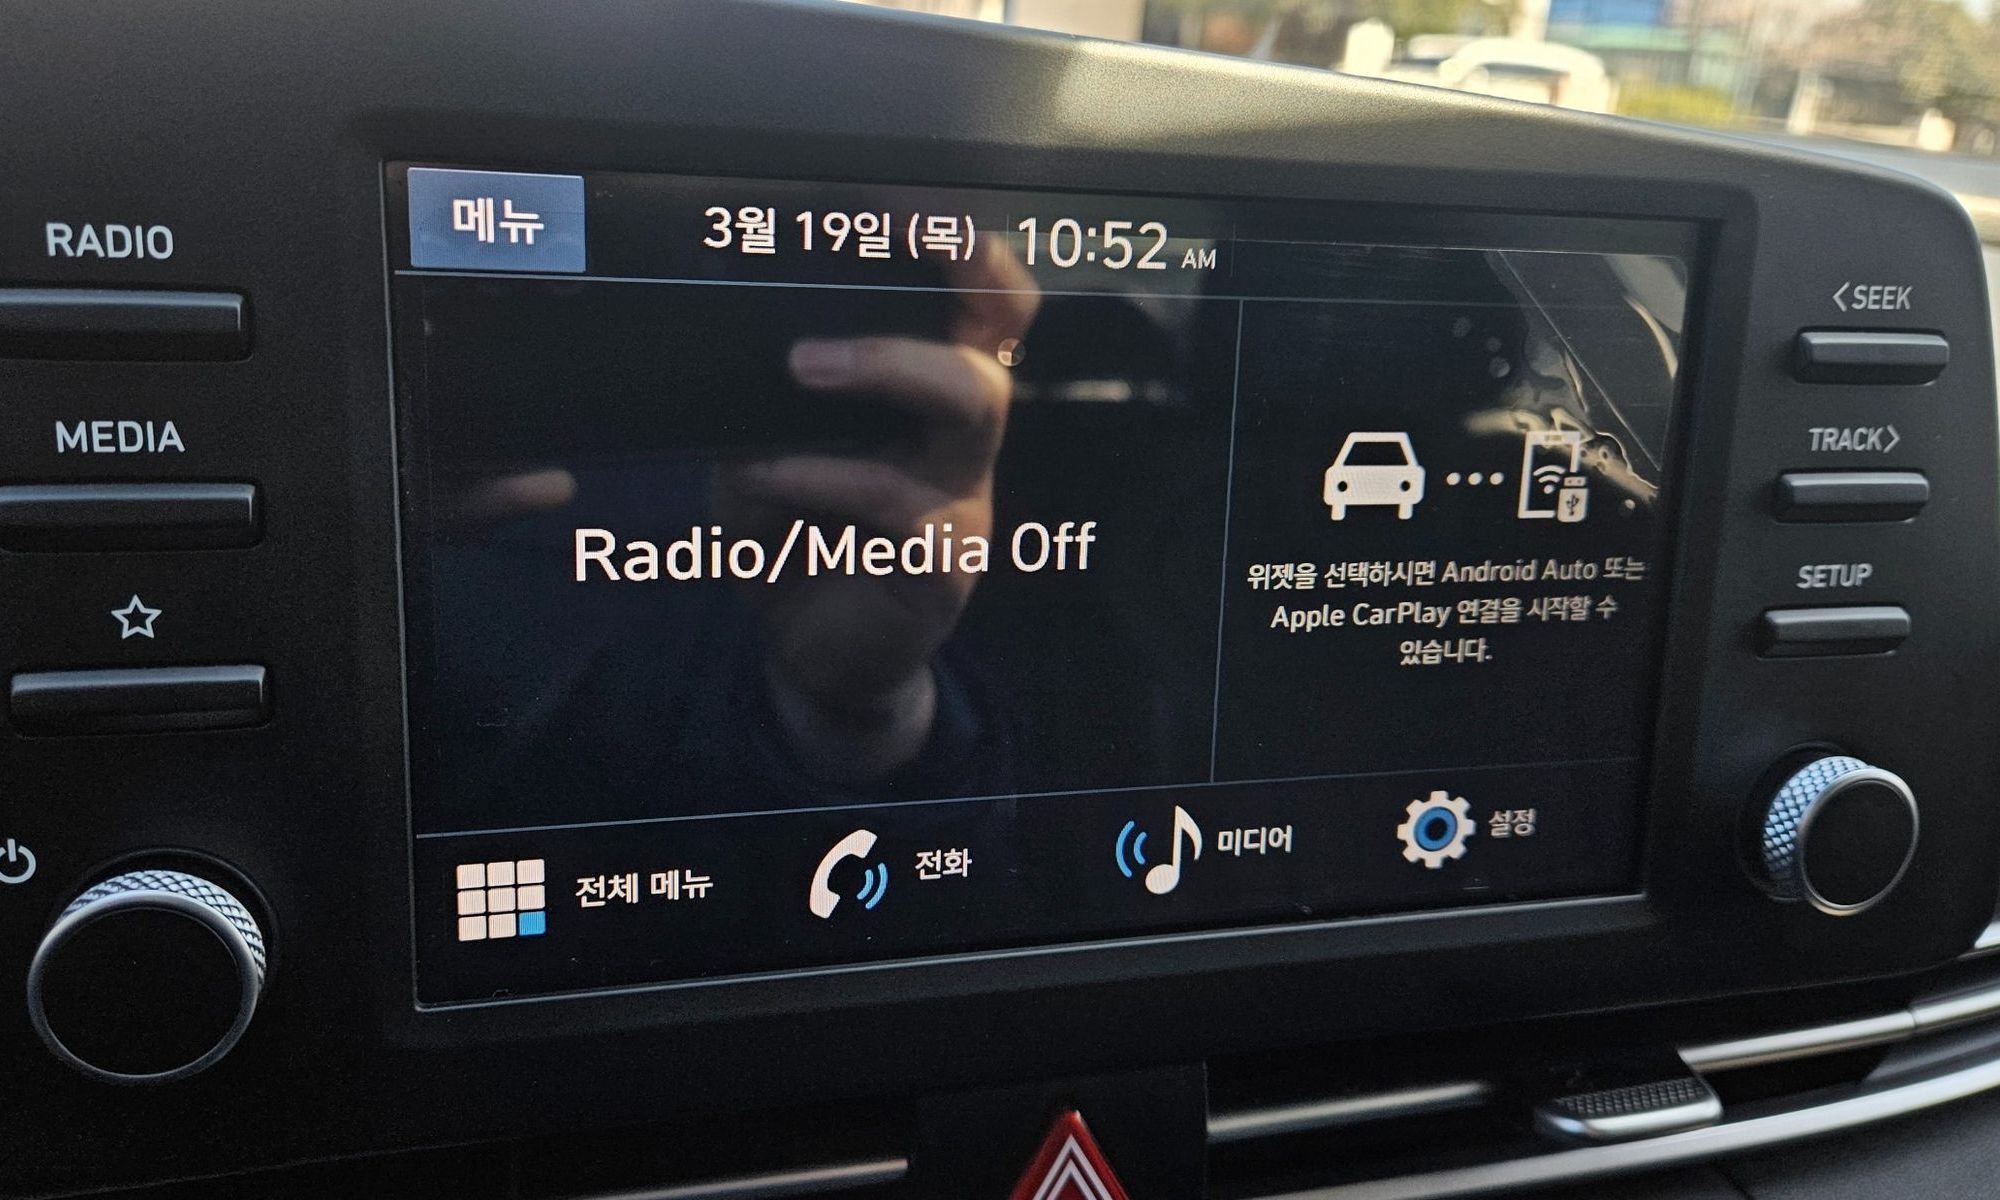 RADIO
MEDIA
메뉴
3월 19일 (목) 10:52 AM
Radio/Media Off
위젯을 선택하시면 Android Auto 또는
Apple CarPlay 연결을 시작할 수
있습니다.
전체 메뉴
전화
미디어
설정
<SEEK
TRACK>
SETUP